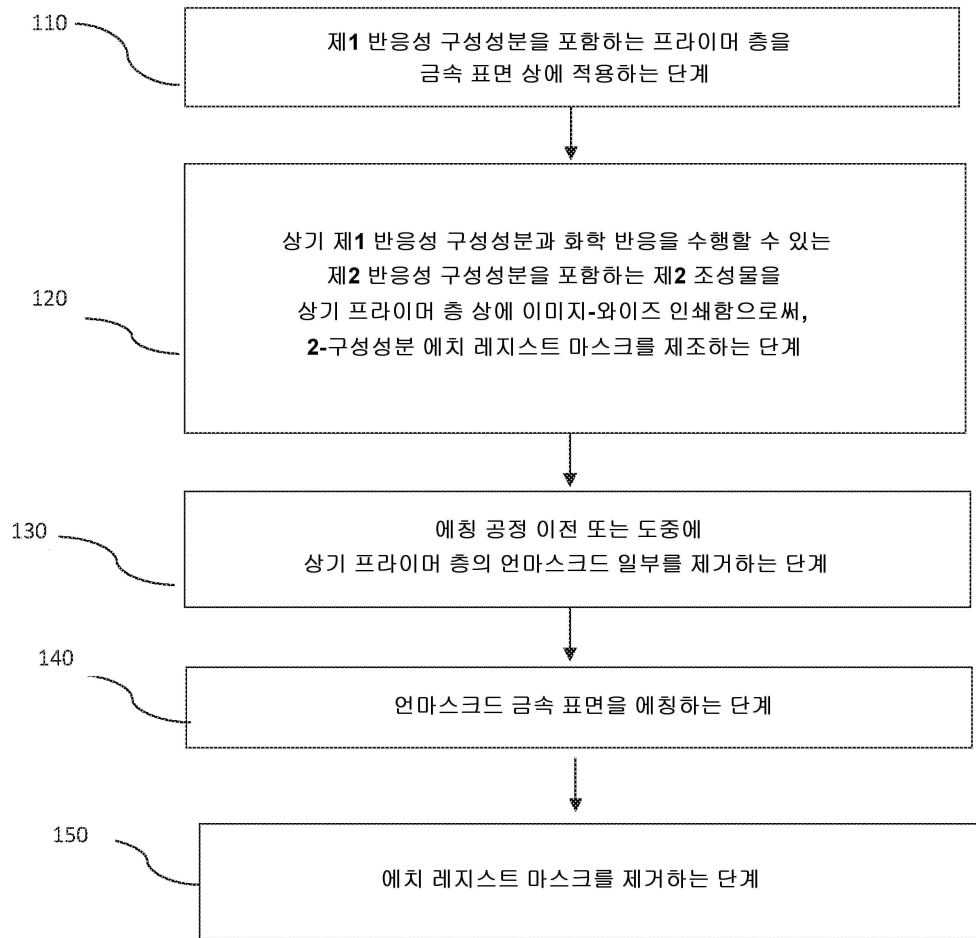 110
제1 반응성 구성성분을 포함하는 프라이머 층을
금속 표면 상에 적용하는 단계
120
상기 제1 반응성 구성성분과 화학 반응을 수행할 수 있는
제2 반응성 구성성분을 포함하는 제2 조성물을
상기 프라이머 층 상에 이미지-와이즈 인쇄함으로써,
2-구성성분 에치 레지스트 마스크를 제조하는 단계
130
에칭 공정 이전 또는 도중에
상기 프라이머 층의 언마스크드 일부를 제거하는 단계
140
언마스크드 금속 표면을 에칭하는 단계
150
에치 레지스트 마스크를 제거하는 단계